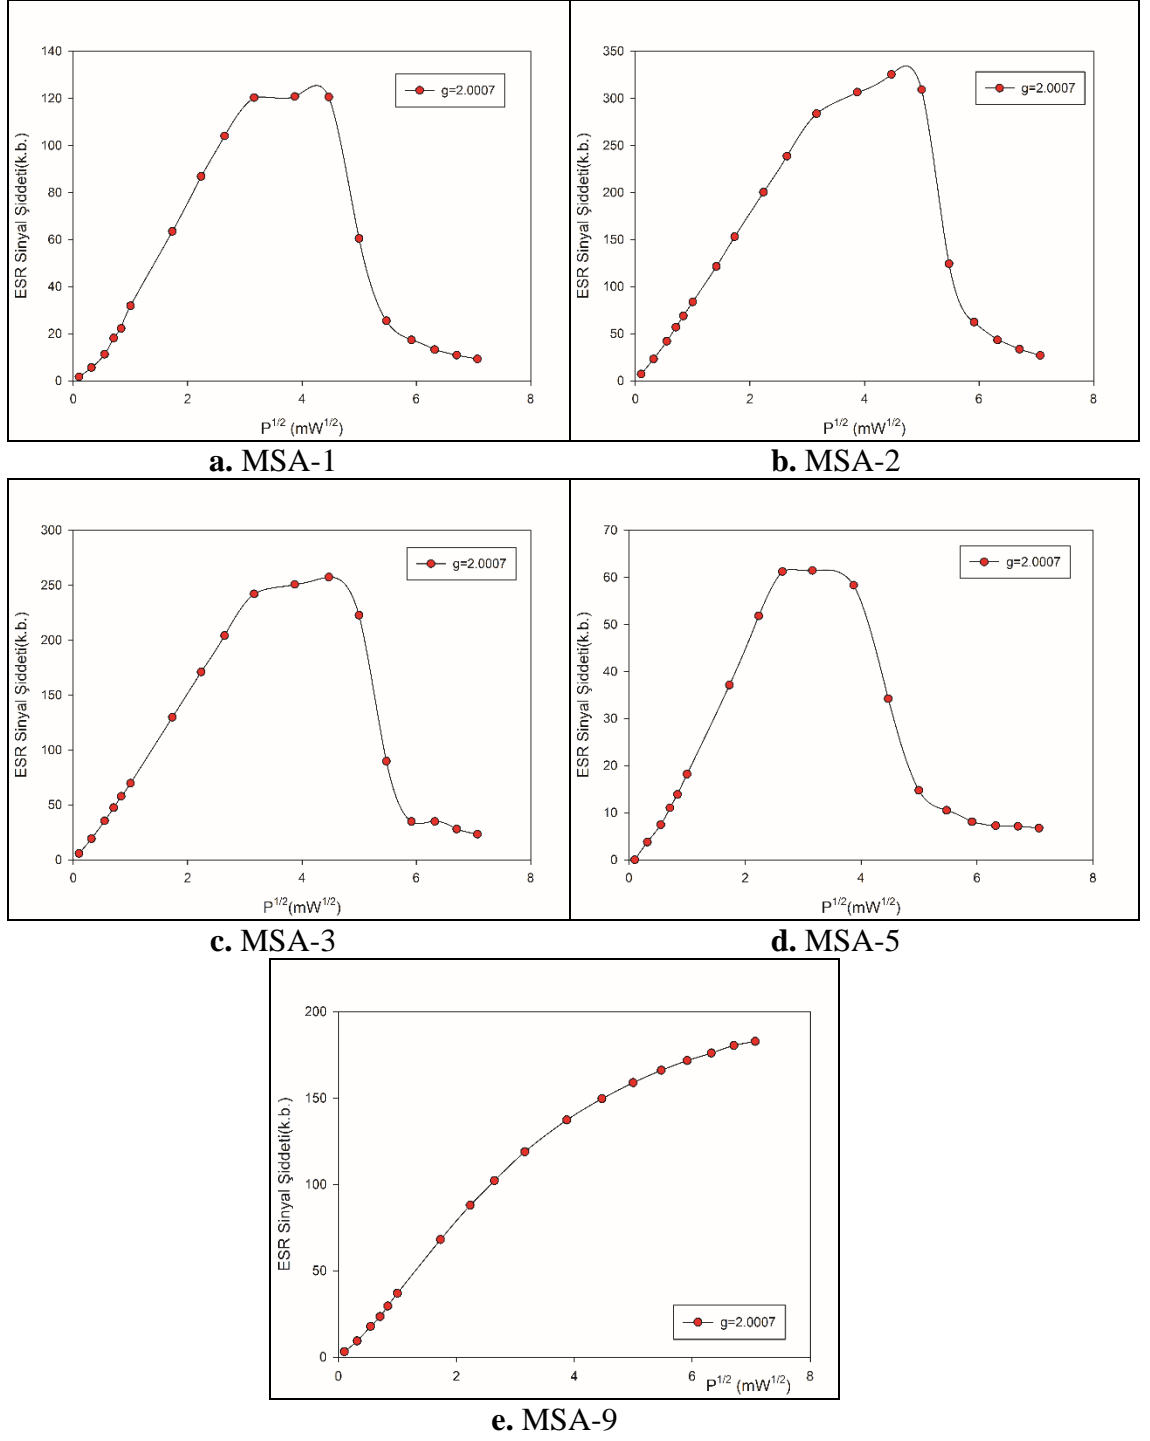 140
120
100
80
60
40
20
0
0 2 4 6 8
ESR Sinyal Şiddeti(k.b.)
P1/2 (mW1/2)
g=2.0007
a. MSA-1
350
300
250
200
150
100
50
0
0 2 4 6 8
ESR Sinyal Şiddeti(k.b.)
P1/2 (mW1/2)
g=2.0007
b. MSA-2
300
250
200
150
100
50
0
0 2 4 6 8
ESR Sinyal Şiddeti(k.b.)
P1/2(mW1/2)
g=2.0007
c. MSA-3
70
60
50
40
30
20
10
0
0 2 4 6 8
ESR Sinyal Şiddeti(k.b.)
P1/2(mW1/2)
g=2.0007
d. MSA-5
200
150
100
50
0
0 2 4 6 8
ESR Sinyal Şiddeti(k.b.)
P1/2 (mW1/2)
g=2.0007
e. MSA-9